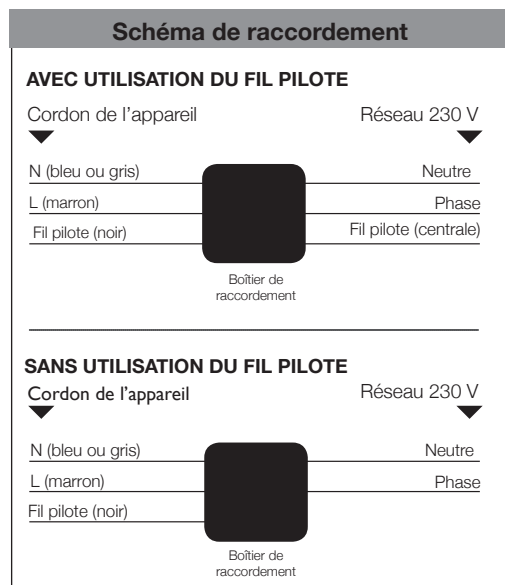 Schéma de raccordement
AVEC UTILISATION DU FIL PILOTE
Cordon de l'appareil
Réseau 230 V
N (bleu ou gris)
Neutre
L (marron)
Phase
Fil pilote (noir)
Fil pilote (centrale)
Boîtier de
raccordement
SANS UTILISATION DU FIL PILOTE
Cordon de l'appareil
Réseau 230 V
N (bleu ou gris)
Neutre
L (marron)
Phase
Fil pilote (noir)
Boîtier de
raccordement